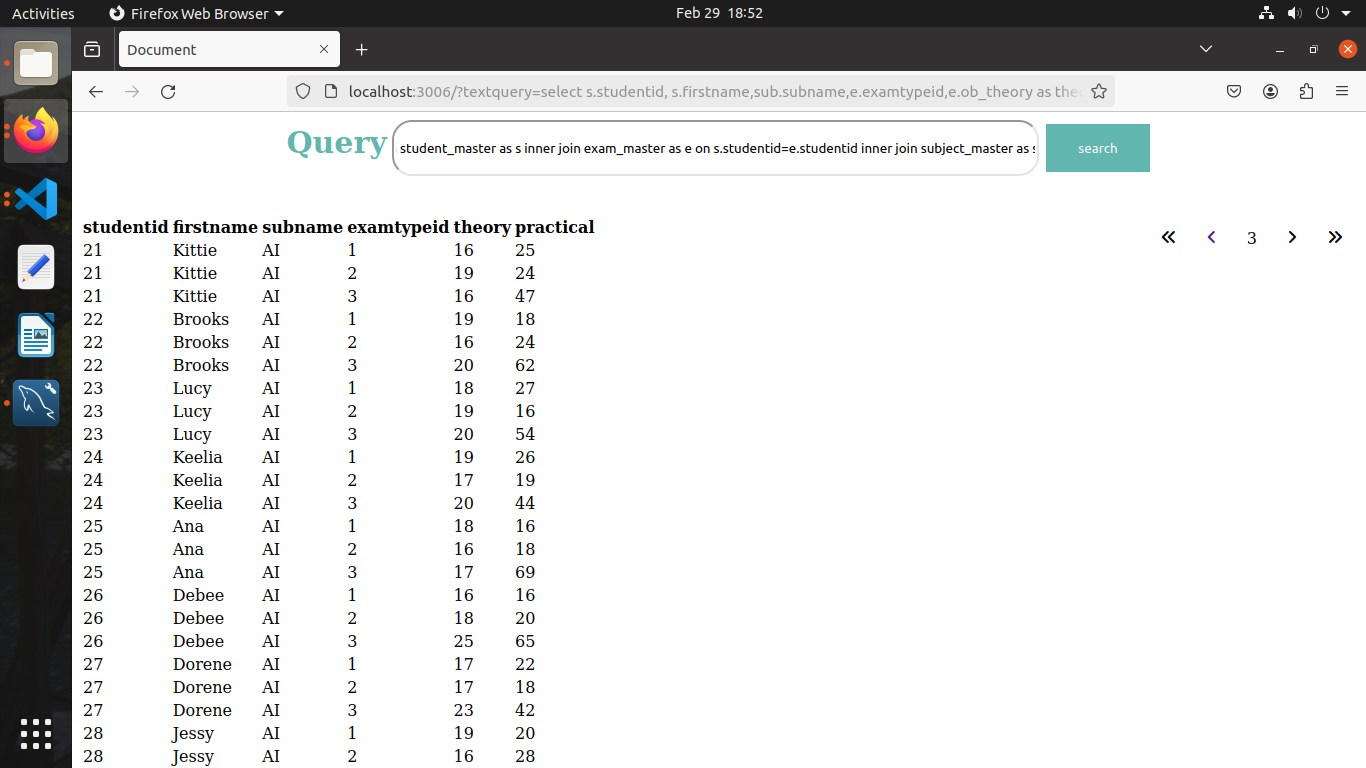 Activities Firefox Web Browser Feb 29 18:52
Document
localhost:3006/?textquery=select s.studentid, s.firstname,sub.subname,e.examtypeid,e.ob_theory as the
Query student_master as s inner join exam_master as e on s.studentid=e.studentid inner join subject_master as s search
studentid firstname subname examtypeid theory practical
3
21 Kittie AI 1 16 25
21 Kittie AI 2 19 24
21 Kittie AI 3 16 47
22 Brooks AI 1 19 18
22 Brooks AI 2 16 24
22 Brooks AI 3 20 62
23 Lucy AI 1 18 27
23 Lucy AI 2 19 16
23 Lucy AI 3 20 54
24 Keelia AI 1 19 26
24 Keelia AI 2 17 19
24 Keelia AI 3 20 44
25 Ana AI 1 18 16
25 Ana AI 2 16 18
25 Ana AI 3 17 69
26 Debee AI 1 16 16
26 Debee AI 2 18 20
26 Debee AI 3 25 65
27 Dorene AI 1 17 22
27 Dorene AI 2 17 18
27 Dorene AI 3 23 42
28 Jessy AI 1 19 20
28 Jessy AI 2 16 28